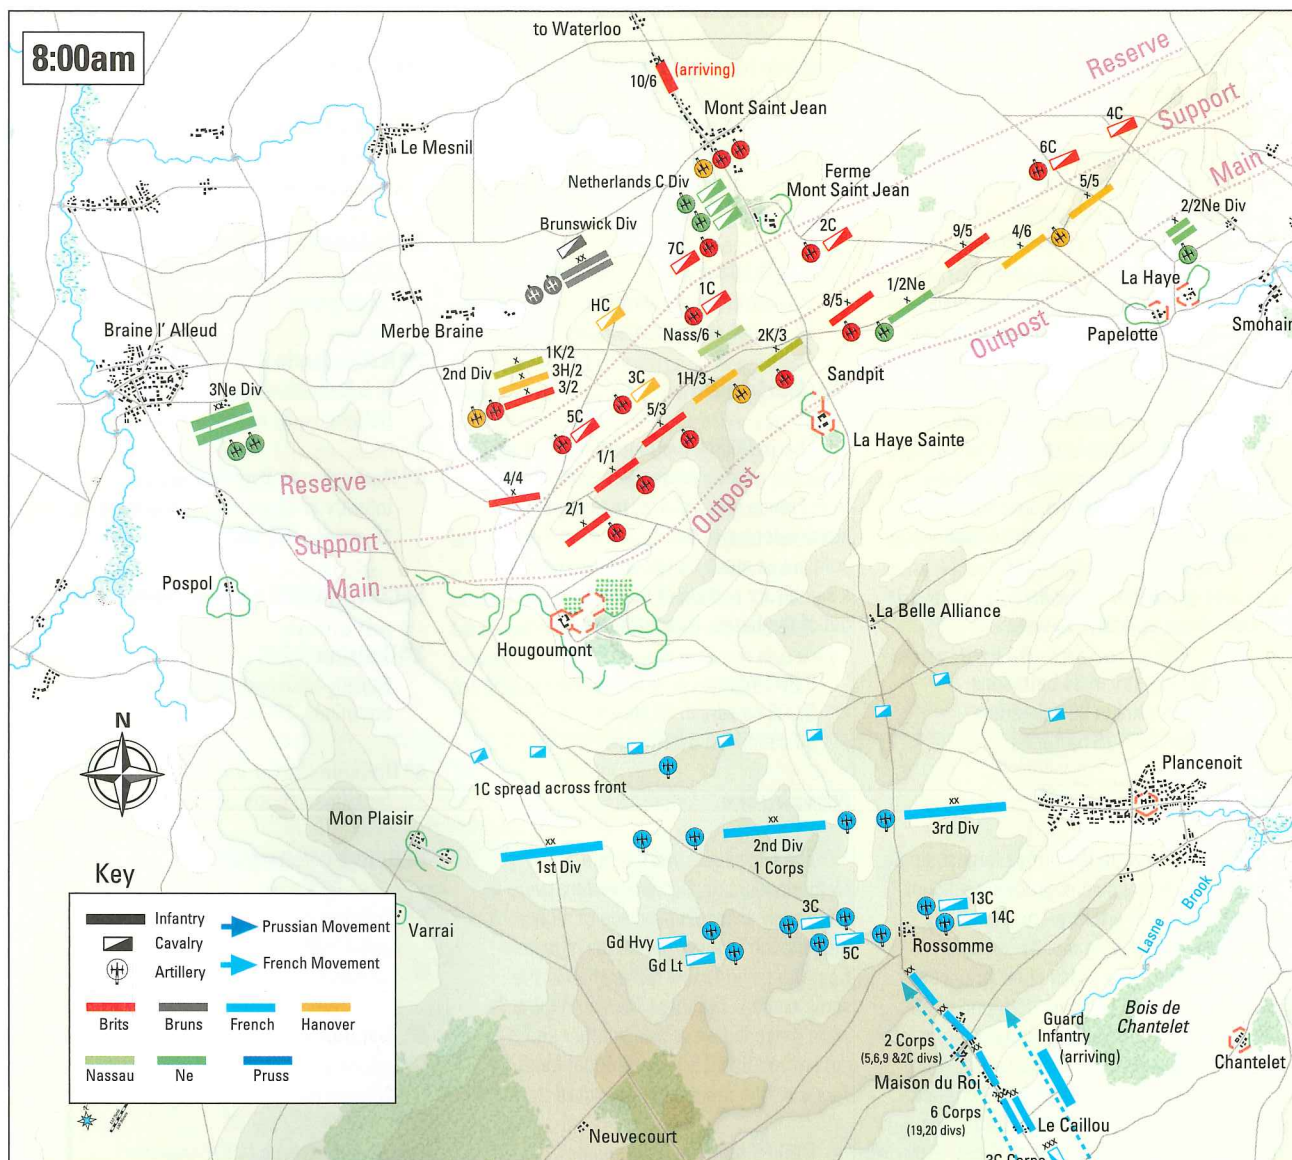 8:00am
to Waterloo
(arriving)
10/6
Mont Saint Jean
Reserve
Support
Main
4C
6C
5/5
Le Mesnil
Netherlands C Div
Ferme
Mont Saint Jean
2/2Ne Div
Brunswick Div
2C
9/5
4/6
7C
La Haye
1C
8/5
1/2Ne
HC
Braine l' Alleud
Merbe Braine
Nass/6
2K/3
Outpost
Papelotte
Smohain
1K/2
2nd Div
3H/2
3/2
3C
1H/3
Sandpit
3Ne Div
5C
5/3
La Haye Sainte
Reserve
4/4
1/1
Outpost
2/1
Support
Main
Pospol
La Belle Alliance
Hougoumont
N
1C spread across front
Plancenoit
Mon Plaisir
1st Div
2nd Div
1 Corps
3rd Div
Key
Infantry
Cavalry
Artillery
Prussian Movement
French Movement
Brits
Bruns
French
Hanover
Nassau
Ne
Pruss
Varrai
Gd Hvy
Gd Lt
3C
5C
13C
14C
Rossomme
Lasne Brook
Bois de
Chantelet
Guard
Infantry
(arriving)
2 Corps
(5,6,9 &2C divs)
Maison du Roi
6 Corps
(19,20 divs)
Le Caillou
Chantelet
Neuvecourt
3C Corps